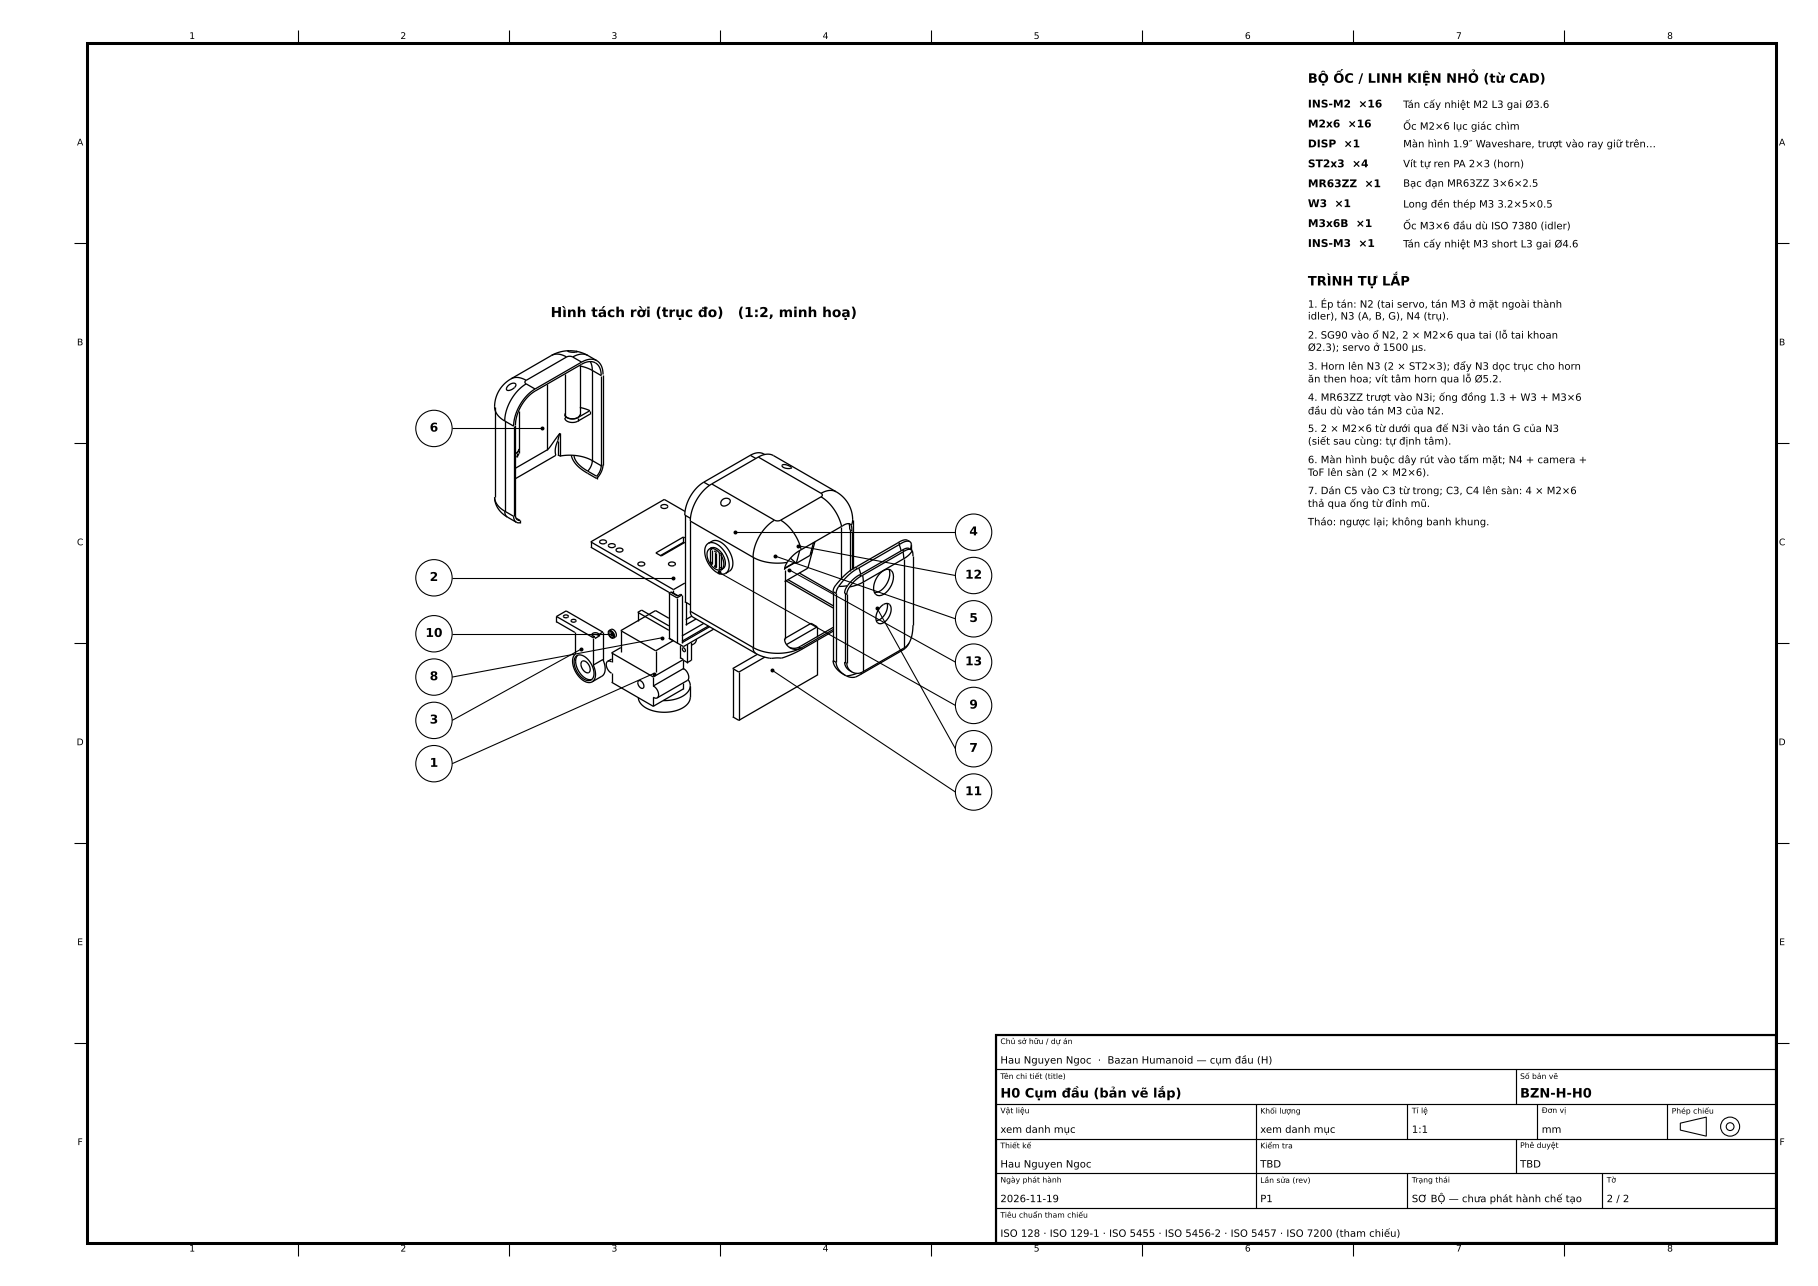 1 2 3 4 5 6 7 8
A A
B B
C C
D D
E E
F F
BỘ ỐC / LINH KIỆN NHỎ (từ CAD)
INS-M2 ×16 Tán cấy nhiệt M2 L3 gai Ø3.6
M2x6 ×16 Ốc M2×6 lục giác chìm
DISP ×1 Màn hình 1.9″ Waveshare, trượt vào ray giữ trên…
ST2x3 ×4 Vít tự ren PA 2×3 (horn)
MR63ZZ ×1 Bạc đạn MR63ZZ 3×6×2.5
W3 ×1 Long đền thép M3 3.2×5×0.5
M3x6B ×1 Ốc M3×6 đầu dù ISO 7380 (idler)
INS-M3 ×1 Tán cấy nhiệt M3 short L3 gai Ø4.6
TRÌNH TỰ LẮP
1. Ép tán: N2 (tai servo, tán M3 ở mặt ngoài thành
idler), N3 (A, B, G), N4 (trụ).
2. SG90 vào ổ N2, 2 × M2×6 qua tai (lỗ tai khoan
Ø2.3); servo ở 1500 µs.
3. Horn lên N3 (2 × ST2×3); đẩy N3 dọc trục cho horn
ăn then hoa; vít tâm horn qua lỗ Ø5.2.
4. MR63ZZ trượt vào N3i; ống đồng 1.3 + W3 + M3×6
đầu dù vào tán M3 của N2.
5. 2 × M2×6 từ dưới qua đế N3i vào tán G của N3
(siết sau cùng: tự định tâm).
6. Màn hình buộc dây rút vào tấm mặt; N4 + camera +
ToF lên sàn (2 × M2×6).
7. Dán C5 vào C3 từ trong; C3, C4 lên sàn: 4 × M2×6
thả qua ống từ đỉnh mũ.
Tháo: ngược lại; không banh khung.
Hình tách rời (trục đo) (1:2, minh hoạ)
6
2
10
8
3
1
4
12
5
13
9
7
11
Chủ sở hữu / dự án
Hau Nguyen Ngoc · Bazan Humanoid — cụm đầu (H)
Tên chi tiết (title) Số bản vẽ
H0 Cụm đầu (bản vẽ lắp) BZN-H-H0
Vật liệu Khối lượng Tỉ lệ Đơn vị Phép chiếu
xem danh mục xem danh mục 1:1 mm
Thiết kế Kiểm tra Phê duyệt
Hau Nguyen Ngoc TBD TBD
Ngày phát hành Lần sửa (rev) Trạng thái Tờ
2026-11-19 P1 SƠ BỘ — chưa phát hành chế tạo 2 / 2
Tiêu chuẩn tham chiếu
ISO 128 · ISO 129-1 · ISO 5455 · ISO 5456-2 · ISO 5457 · ISO 7200 (tham chiếu)
1 2 3 4 5 6 7 8